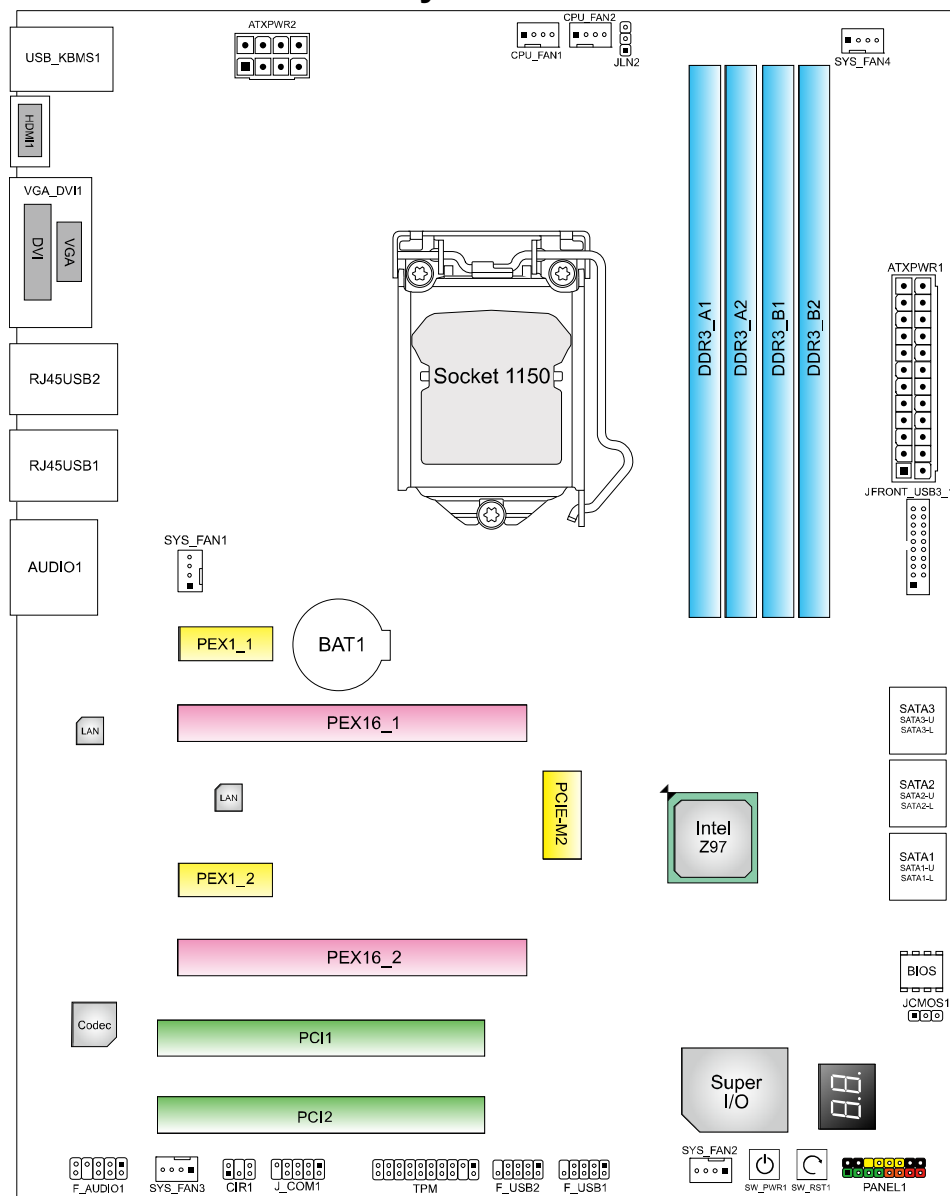 ATXPWR2
CPU_FAN2
USB_KBMS1
CPU_FAN1
JLN2
SYS_FAN4
HDMI1
VGA_DVI1
DVI
VGA
DDR3_A1
DDR3_A2
DDR3_B1
DDR3_B2
ATXPWR1
RJ45USB2
Socket 1150
RJ45USB1
JFRONT_USB3_1
SYS_FAN1
AUDIO1
PEX1_1
BAT1
PEX16_1
LAN
SATA3
SATA3-U
SATA3-L
LAN
PCIE-M2
Intel
Z97
SATA2
SATA2-U
SATA2-L
SATA1
SATA1-U
SATA1-L
PEX1_2
PEX16_2
BIOS
JCMOS1
Codec
PCI1
Super
I/O
8.8.
PCI2
SYS_FAN2
F_AUDIO1
SYS_FAN3
CIR1
J_COM1
TPM
F_USB2
F_USB1
SW_PWR1
SW_RST1
PANEL1